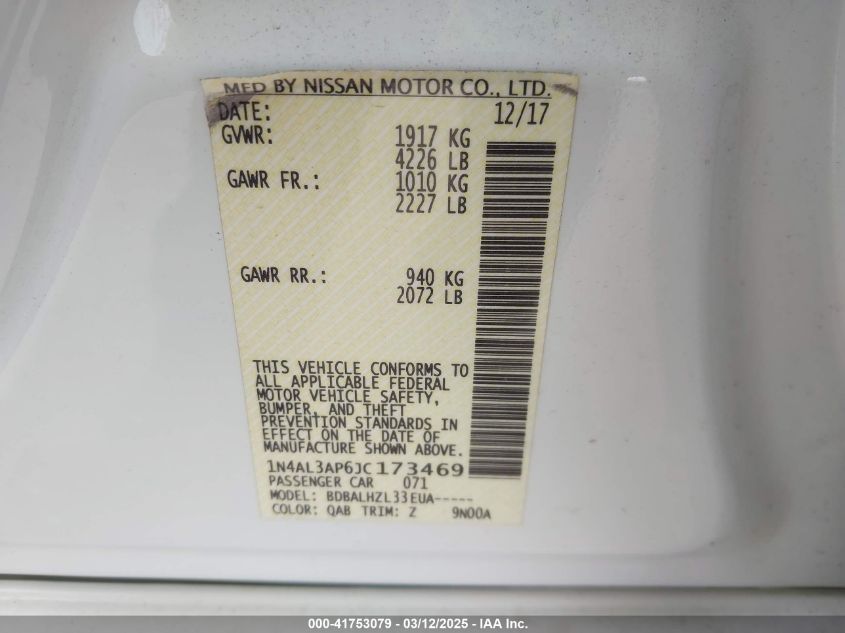 MFD BY NISSAN MOTOR CO., LTD.
DATE: 12/17
GVWR: 1917 KG
4226 LB
GAWR FR.: 1010 KG
2227 LB
GAWR RR.: 940 KG
2072 LB
THIS VEHICLE CONFORMS TO
ALL APPLICABLE FEDERAL
MOTOR VEHICLE SAFETY,
BUMPER, AND THEFT
PREVENTION STANDARDS IN
EFFECT ON THE DATE OF
MANUFACTURE SHOWN ABOVE.
1N4AL3AP6JC173469
PASSENGER CAR 071
MODEL: BDBALHZL33EUA-----
COLOR: QAB TRIM: Z 9N00A
000-41753079 - 03/12/2025 - IAA Inc.